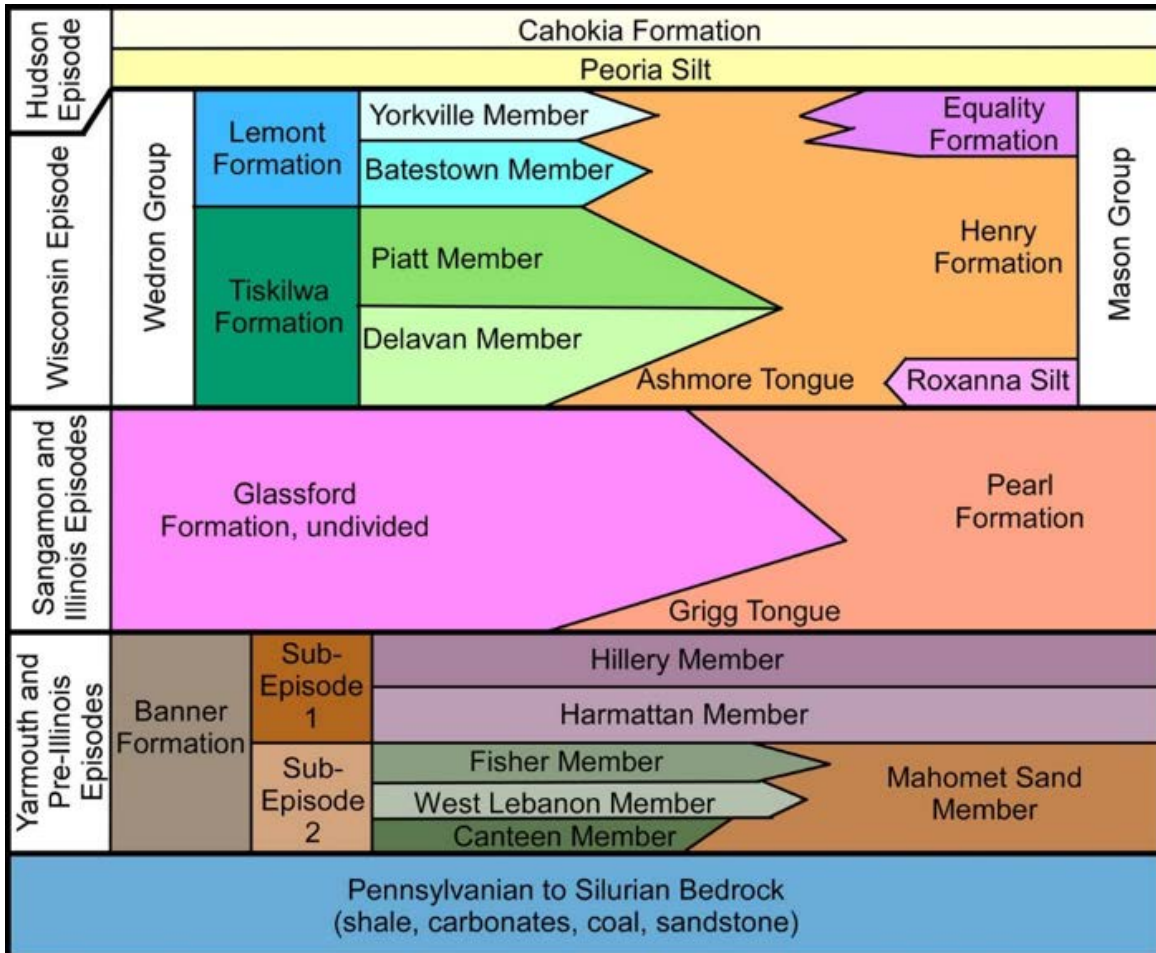 Hudson
Episode
Cahokia Formation
Peoria Silt
Wisconsin Episode
Wedron Group
Lemont
Formation
Yorkville Member
Batestown Member
Equality
Formation
Tiskilwa
Formation
Piatt Member
Delavan Member
Henry
Formation
Ashmore Tongue
Roxanna Silt
Mason Group
Sangamon and
Illinois Episodes
Glassford
Formation, undivided
Pearl
Formation
Grigg Tongue
Yarmouth and
Pre-Illinois
Episodes
Banner
Formation
Sub-
Episode
1
Hillery Member
Harmattan Member
Sub-
Episode
2
Fisher Member
West Lebanon Member
Canteen Member
Mahomet Sand
Member
Pennsylvanian to Silurian Bedrock
(shale, carbonates, coal, sandstone)